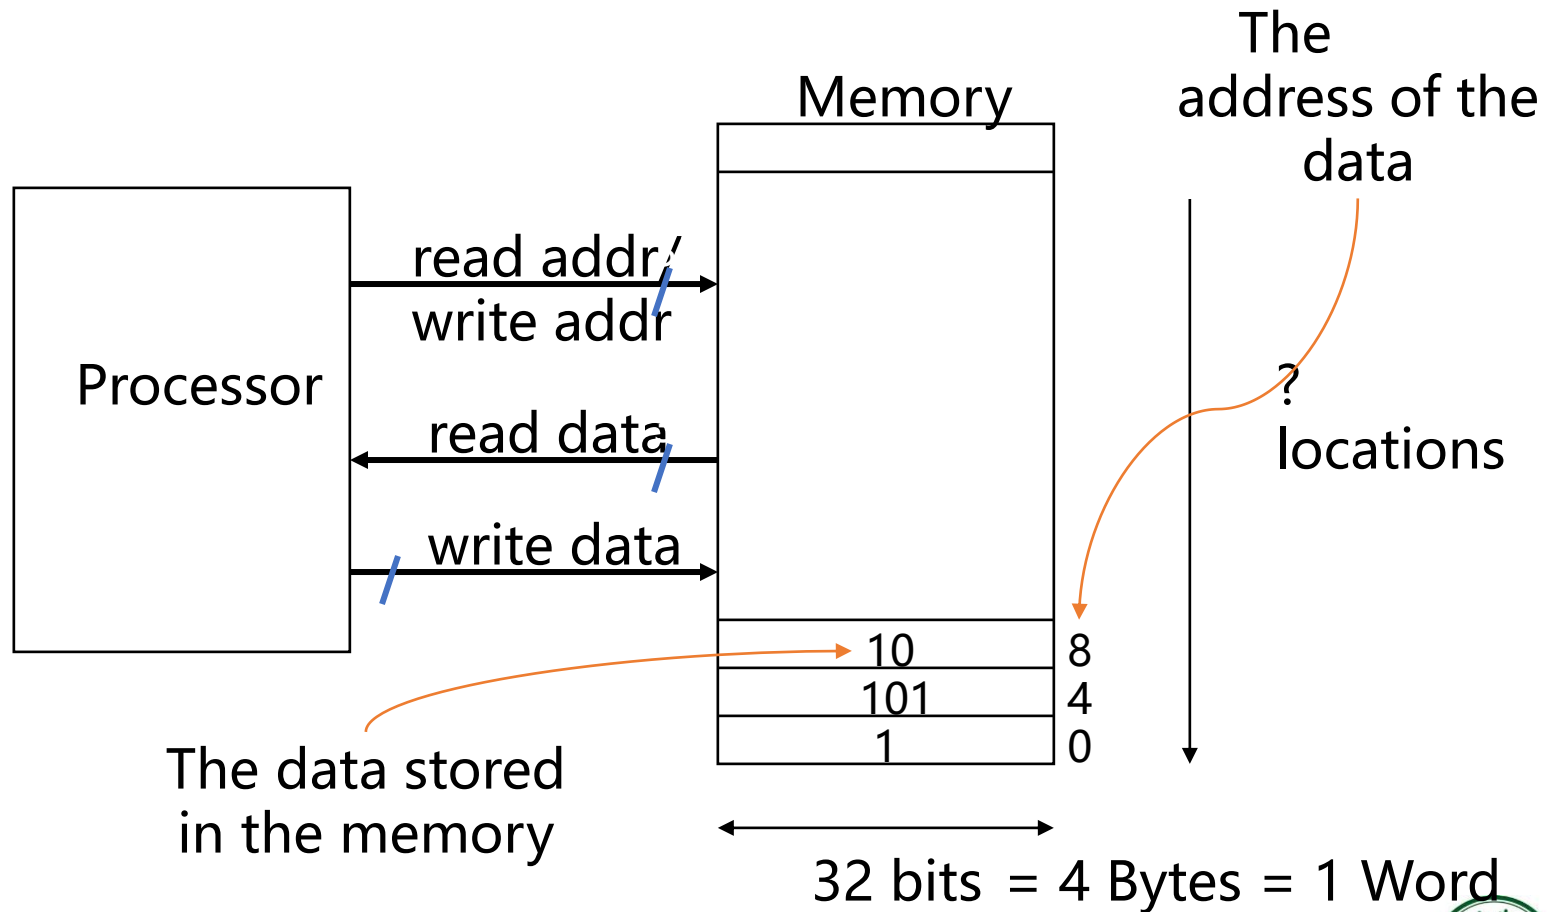 The
address of the
data
Memory
read addr/
write addr
Processor
read data
?
locations
write data
10 8
101 4
1 0
The data stored
in the memory
32 bits = 4 Bytes = 1 Word